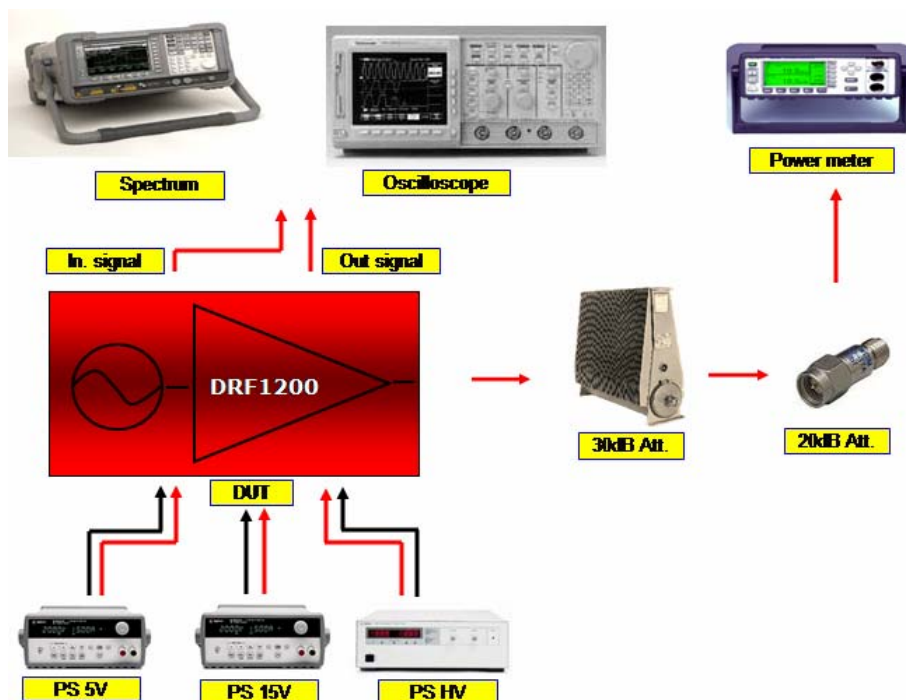 Spectrum
Oscilloscope
Power meter
In. signal
Out signal
DRF1200
30dB Att.
20dB Att.
DUT
PS 5V
PS 15V
PS HV